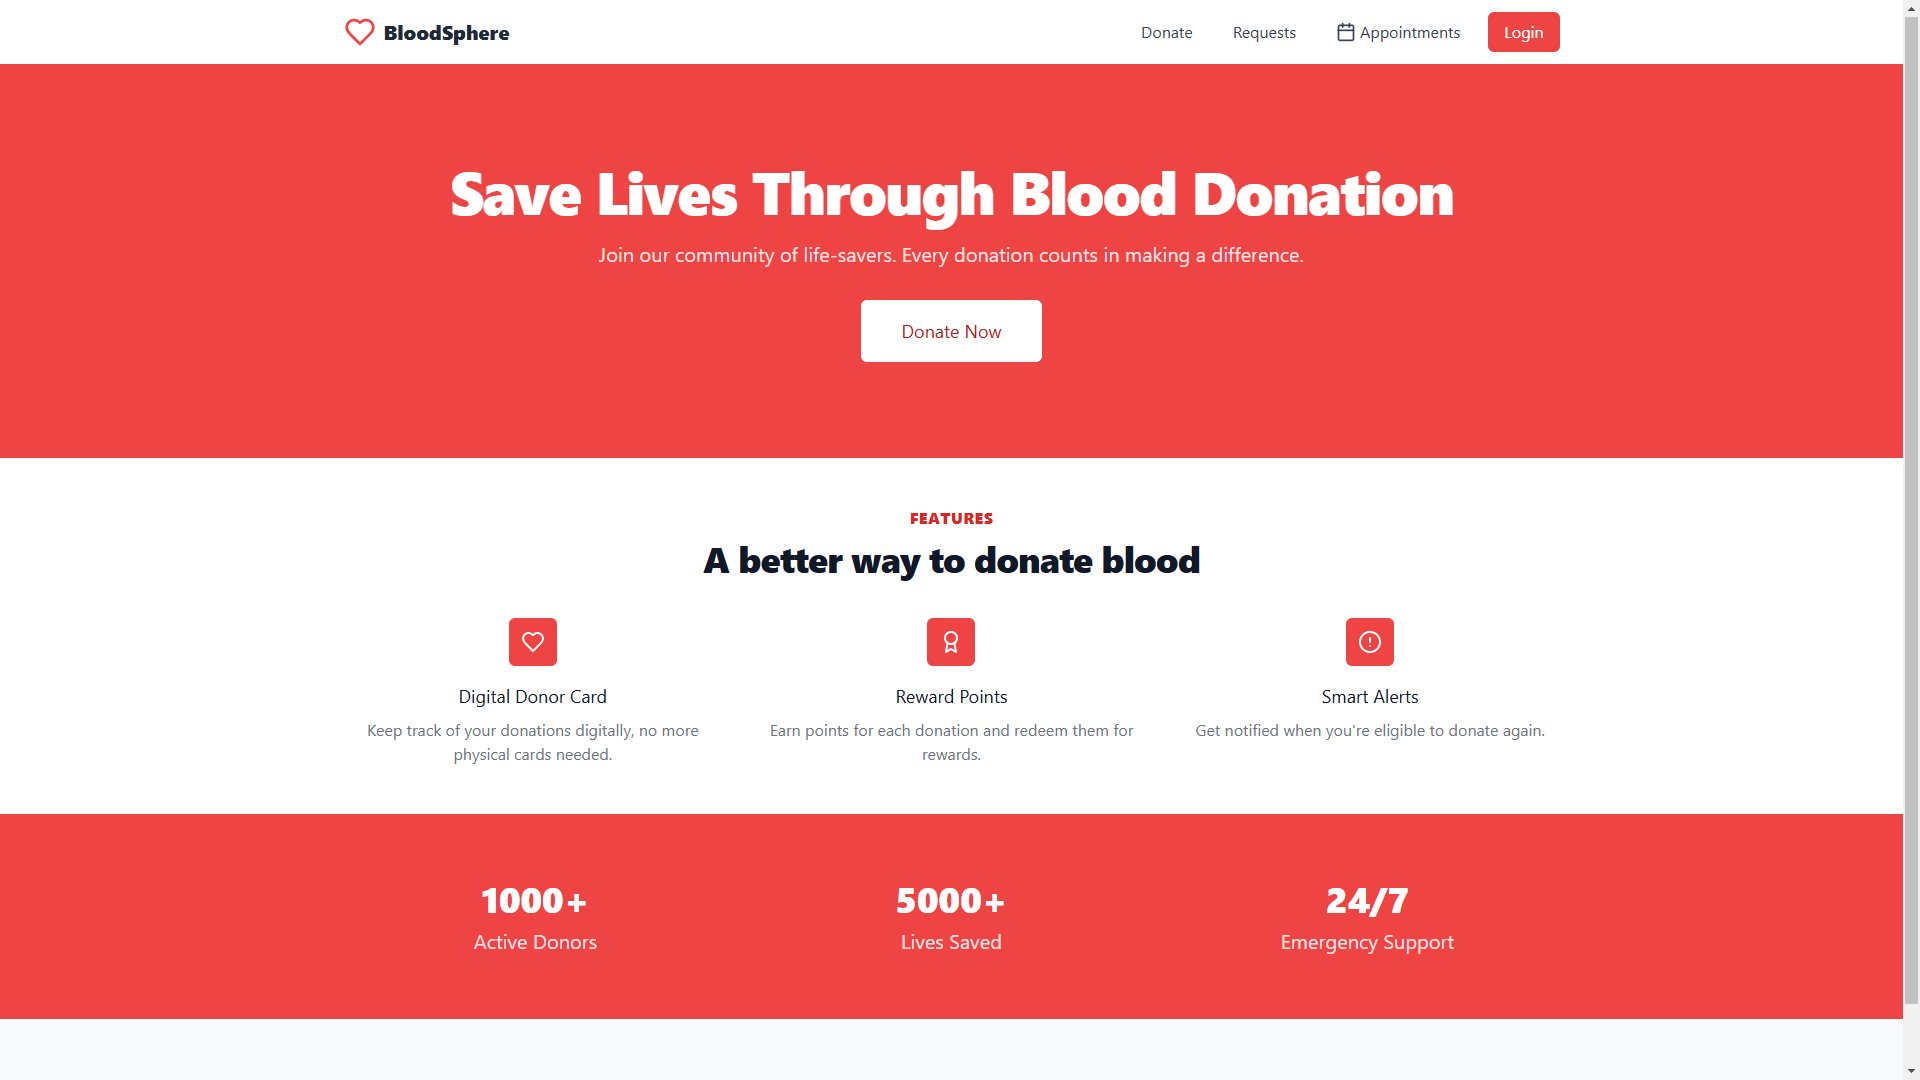 BloodSphere
Donate
Requests
Appointments
Login
Save Lives Through Blood Donation
Join our community of life-savers. Every donation counts in making a difference.
Donate Now
FEATURES
A better way to donate blood
Digital Donor Card
Keep track of your donations digitally, no more
physical cards needed.
Reward Points
Earn points for each donation and redeem them for
rewards.
Smart Alerts
Get notified when you're eligible to donate again.
1000+
Active Donors
5000+
Lives Saved
24/7
Emergency Support